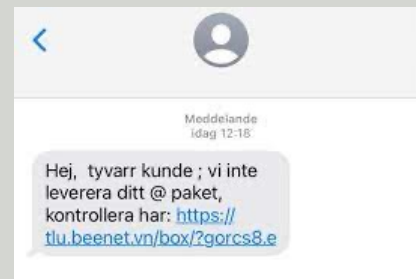 Meddelande
idag 12:18
Hej, tyvarr kunde ; vi inte
leverera ditt @ paket,
kontrollera har: https://
tlu.beenet.vn/box/?gorcs8.e